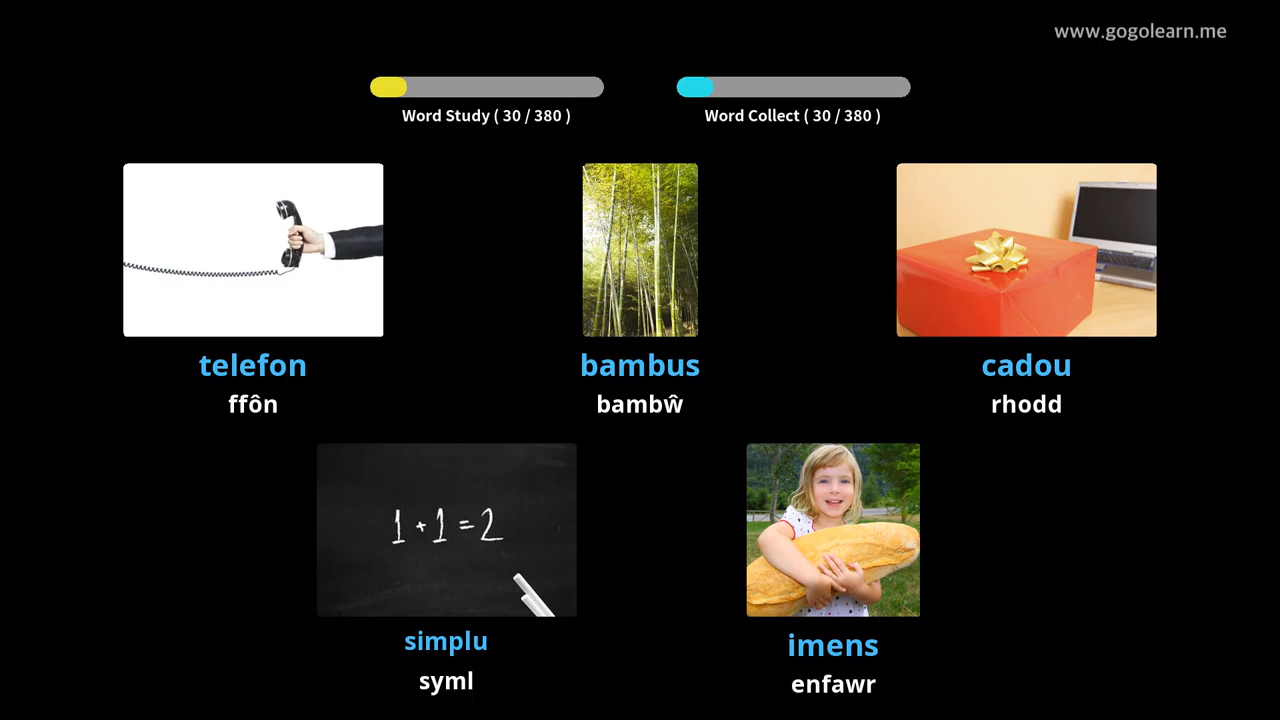 www.gogolearn.me
Word Study ( 30 / 380 )
Word Collect ( 30 / 380 )
telefon
ffôn
bambus
bambŵ
cadou
rhodd
1 + 1 = 2
simplu
syml
imens
enfawr